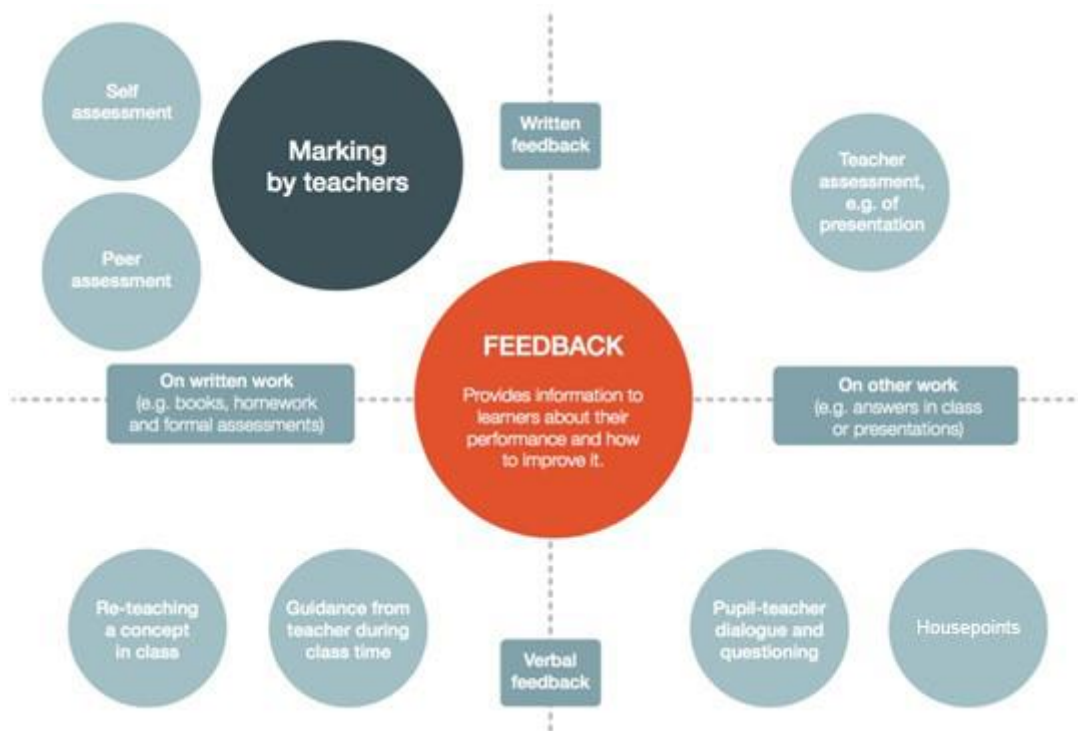 Self
assessment
Marking
by teachers
Written
feedback
Teacher
assessment,
e.g. of
presentation
Peer
assessment
FEEDBACK
Provides information to
learners about their
performance and how
to improve it.
On written work
(e.g. books, homework
and formal assessments)
On other work
(e.g. answers in class
or presentations)
Re-teaching
a concept
in class
Guidance from
teacher during
class time
Verbal
feedback
Pupil-teacher
dialogue and
questioning
Housepoints